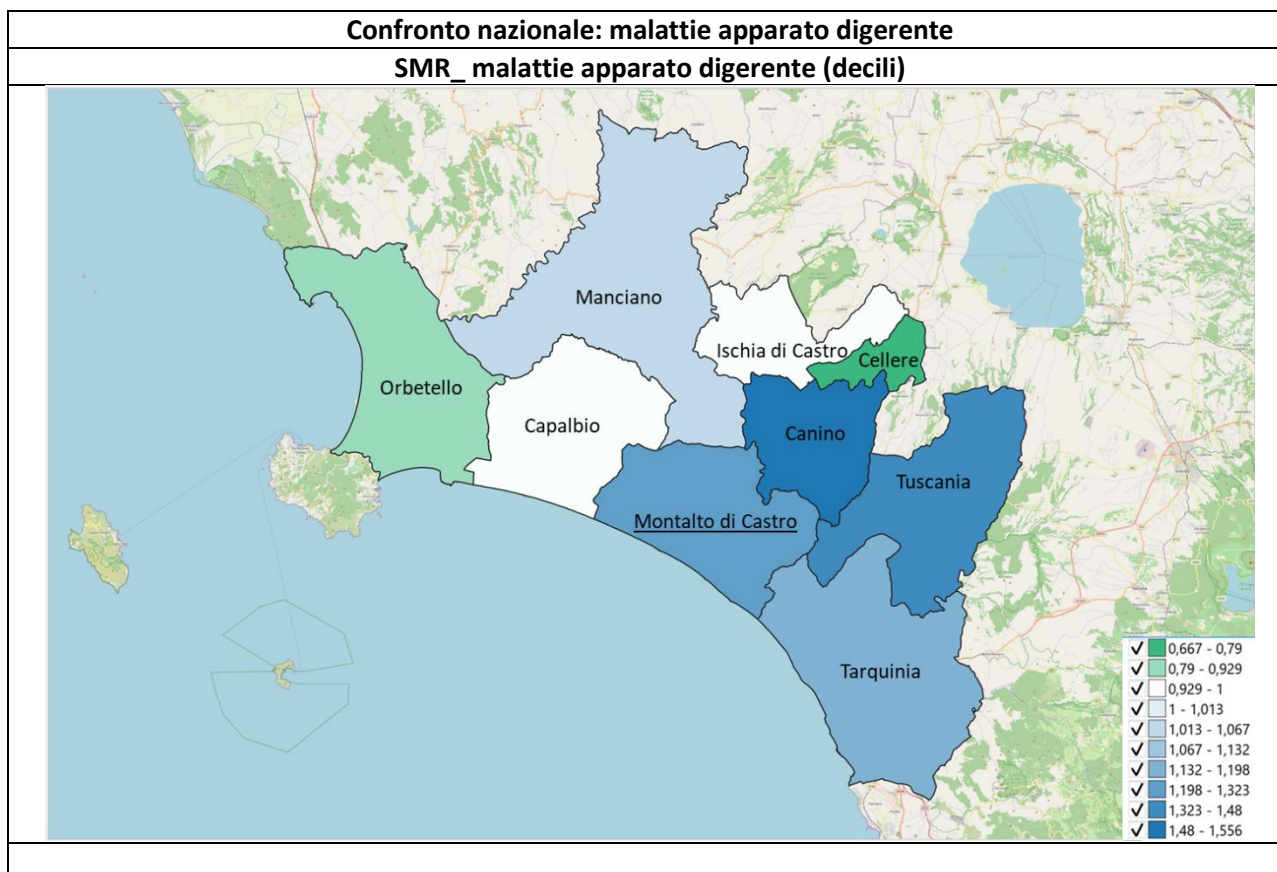 Confronto nazionale: malattie apparato digerente
SMR_ malattie apparato digerente (decili)
Manciano
Ischia di Castro
Cellere
Orbetello
Capalbio
Canino
Tuscania
Montalto di Castro
Tarquinia
0,667 - 0,79
0,79 - 0,929
0,929 - 1
1 - 1,013
1,013 - 1,067
1,067 - 1,132
1,132 - 1,198
1,198 - 1,323
1,323 - 1,48
1,48 - 1,556